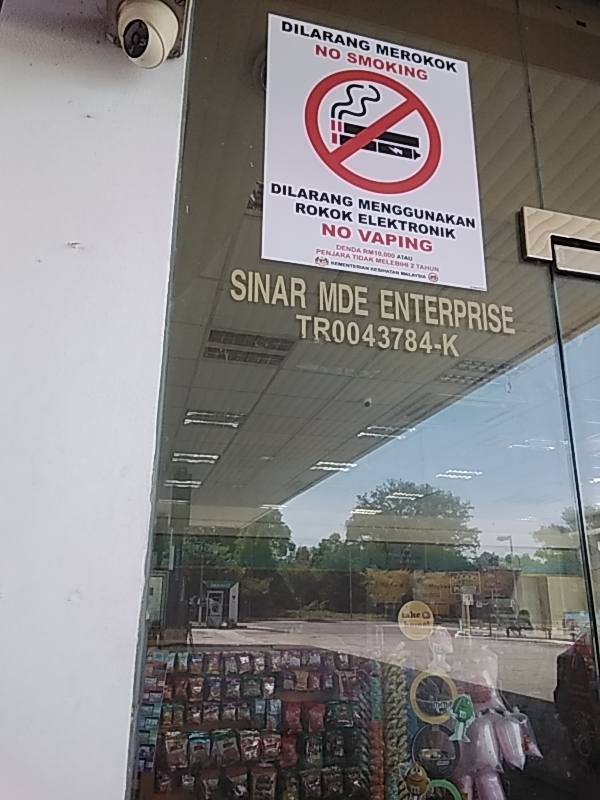 DILARANG MEROKOK
NO SMOKING
DILARANG MENGGUNAKAN
ROKOK ELEKTRONIK
NO VAPING
DENDA RM10,000 ATAU
PENJARA TIDAK MELEBIHI 2 TAHUN
KEMENTERIAN KESIHATAN MALAYSIA
SINAR MDE ENTERPRISE
TR0043784-K
take